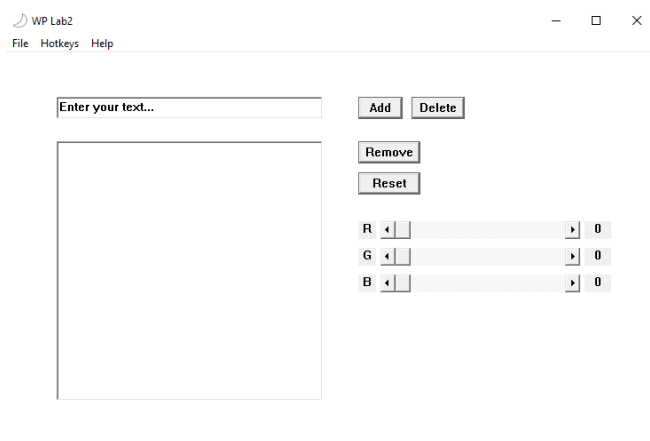 WP Lab2
File Hotkeys Help
Enter your text... Add Delete
Remove
Reset
R 0
G 0
B 0